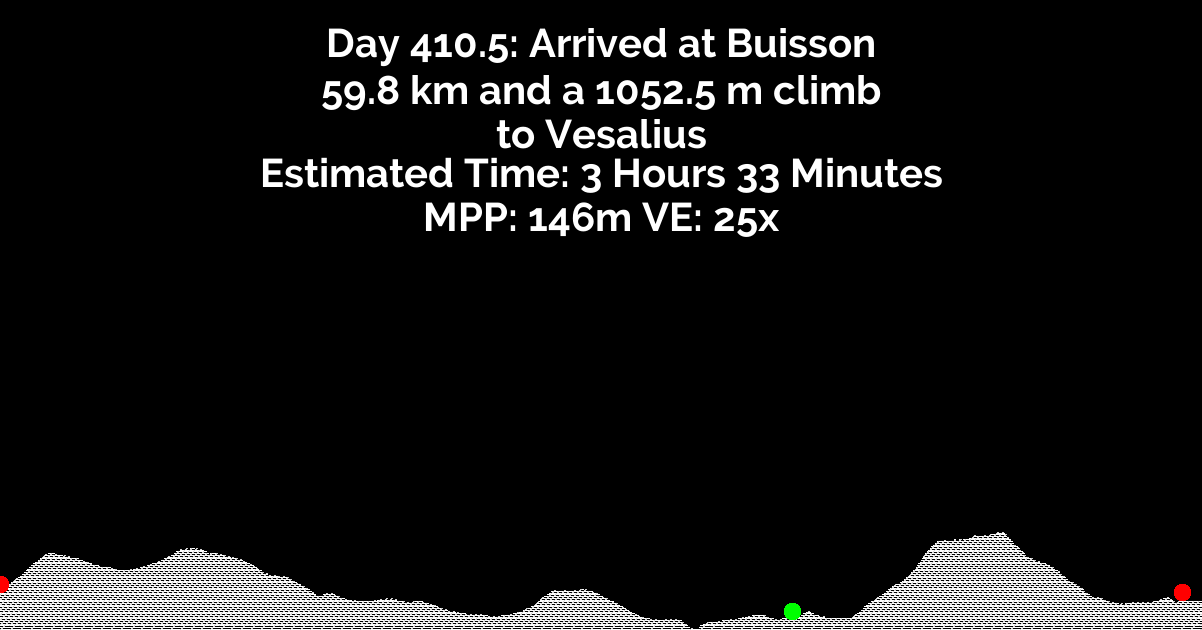 Day 410.5: Arrived at Buisson
59.8 km and a 1052.5 m climb
to Vesalius
Estimated Time: 3 Hours 33 Minutes
MPP: 146m VE: 25x